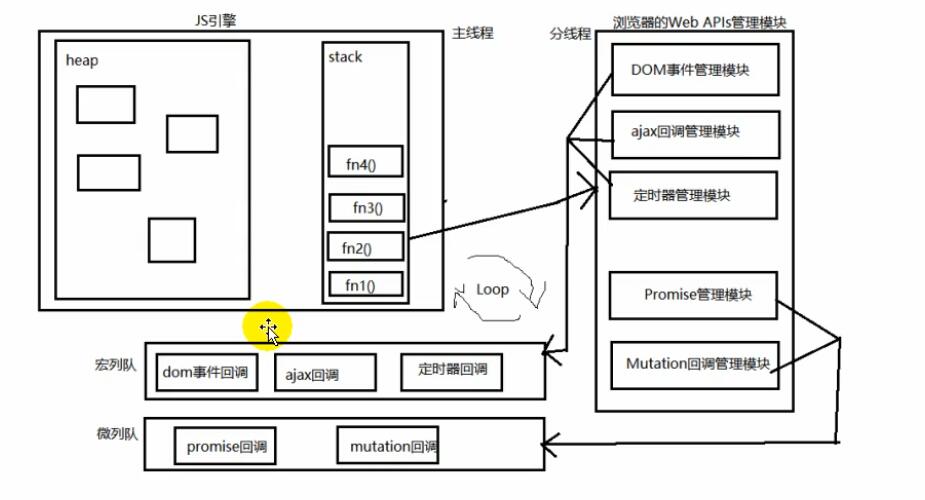 JS引擎
主线程
分线程
浏览器的Web APIs管理模块
heap
stack
fn4()
fn3()
fn2()
fn1()
DOM事件管理模块
ajax回调管理模块
定时器管理模块
Promise管理模块
Mutation回调管理模块
Loop
宏列队
dom事件回调
ajax回调
定时器回调
微列队
promise回调
mutation回调